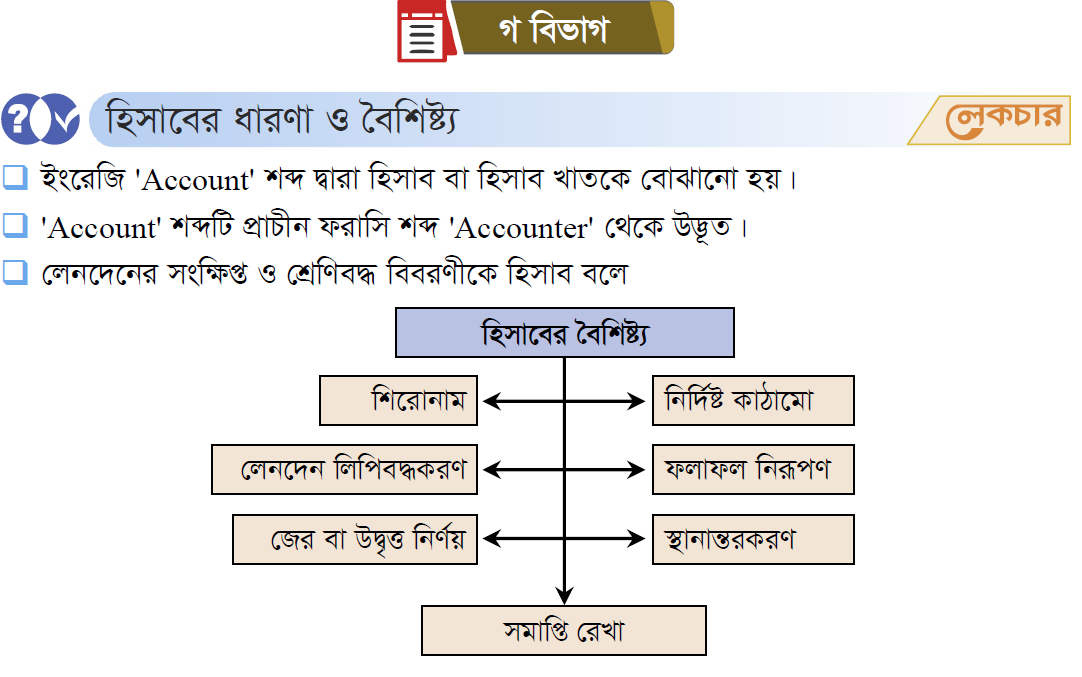 গ বিভাগ
হিসাবের ধারণা ও বৈশিষ্ট্য
লেকচার
ইংরেজি 'Account' শব্দ দ্বারা হিসাব বা হিসাব খাতকে বোঝানো হয়।
'Account' শব্দটি প্রাচীন ফরাসি শব্দ 'Accounter' থেকে উদ্ভূত।
লেনদেনের সংক্ষিপ্ত ও শ্রেণিবদ্ধ বিবরণীকে হিসাব বলে
হিসাবের বৈশিষ্ট্য
শিরোনাম
নির্দিষ্ট কাঠামো
লেনদেন লিপিবদ্ধকরণ
ফলাফল নিরূপণ
জের বা উদ্বৃত্ত নির্ণয়
স্থানান্তরকরণ
সমাপ্তি রেখা